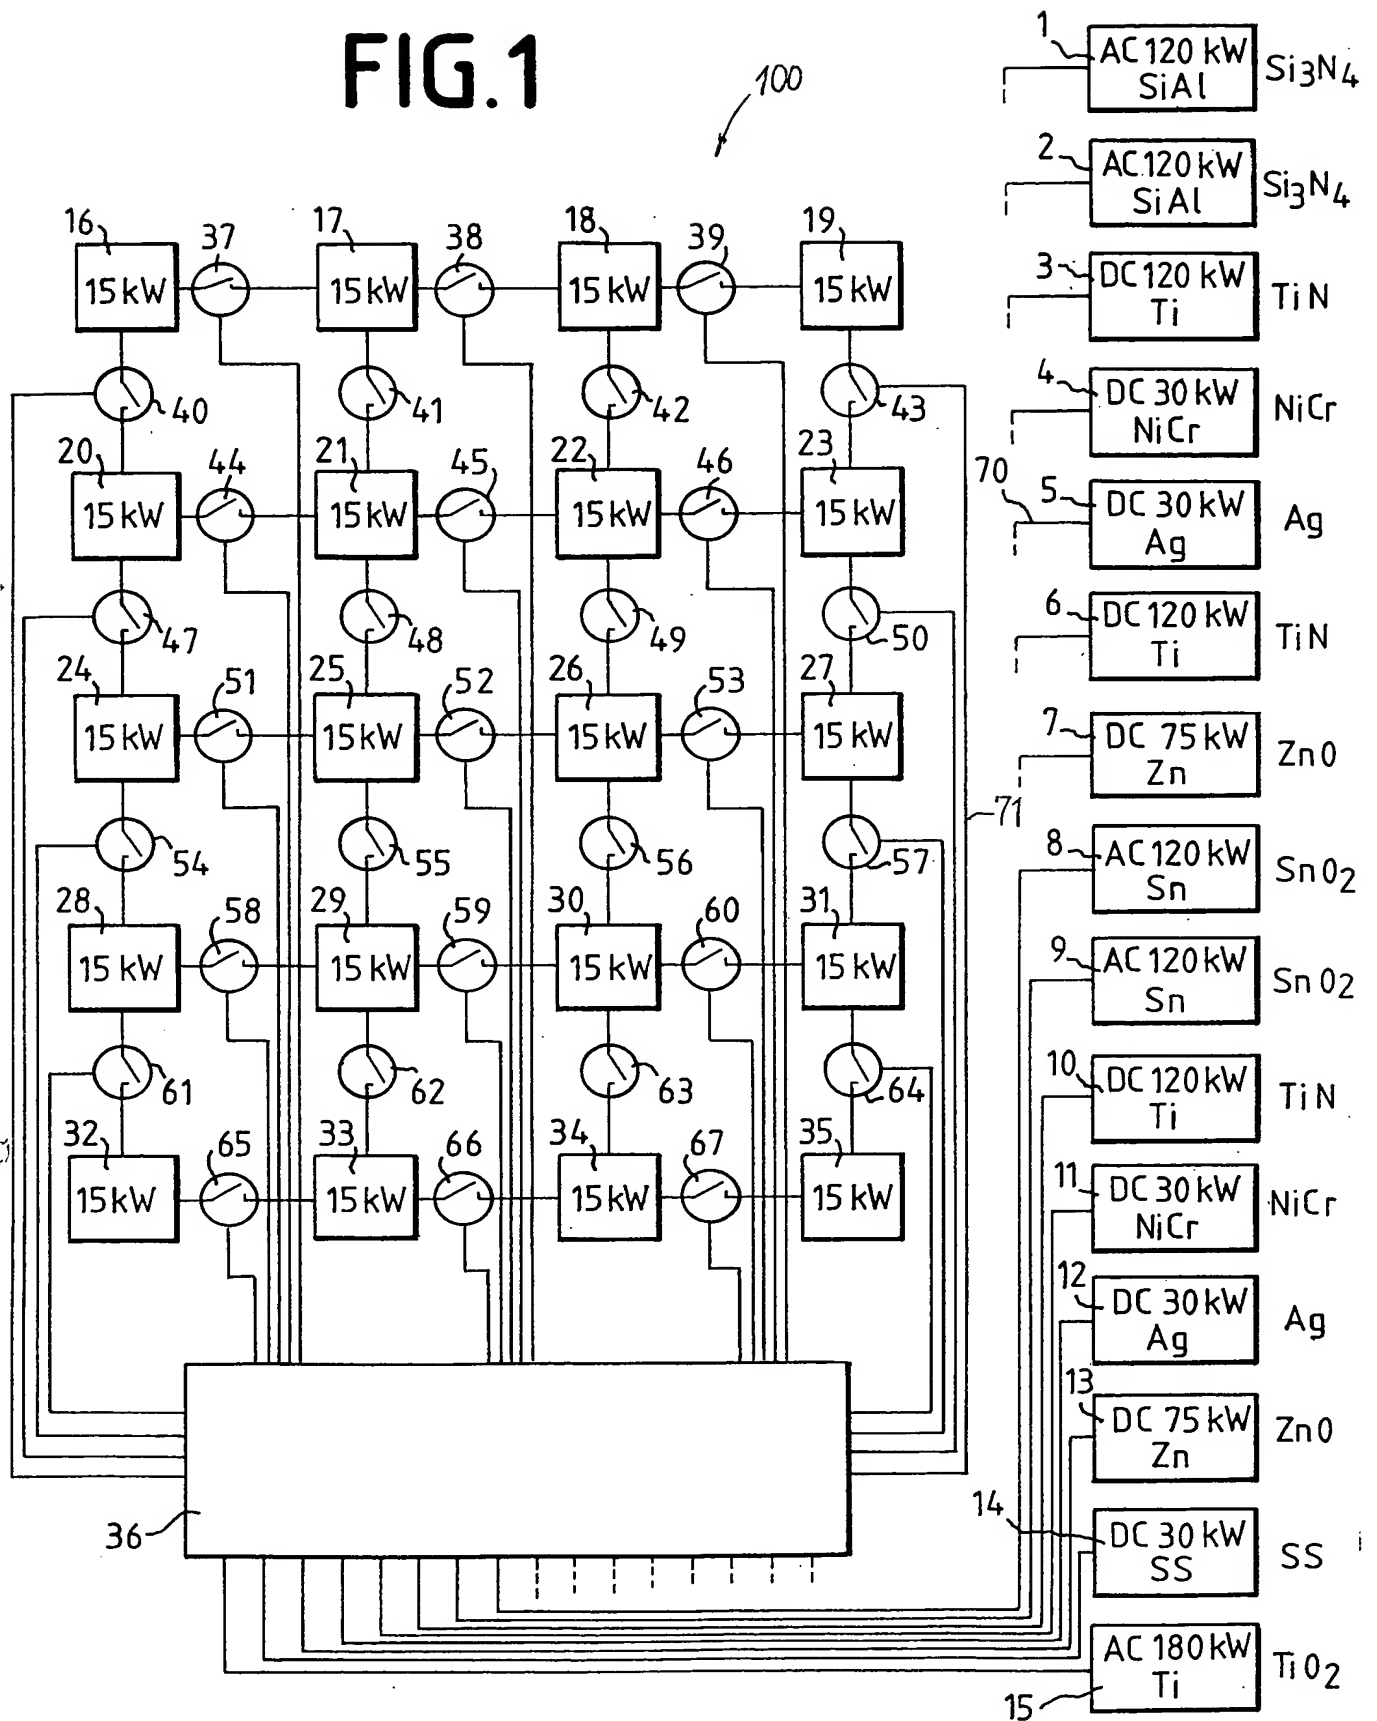 FIG.1
100
1
AC 120 kW
SiAl
Si3N4
2
AC 120 kW
SiAl
Si3N4
3
DC 120 kW
Ti
TiN
4
DC 30 kW
NiCr
NiCr
70
5
DC 30 kW
Ag
Ag
6
DC 120 kW
Ti
TiN
7
DC 75 kW
Zn
ZnO
8
AC 120 kW
Sn
SnO2
9
AC 120 kW
Sn
SnO2
10
DC 120 kW
Ti
TiN
11
DC 30 kW
NiCr
NiCr
12
DC 30 kW
Ag
Ag
13
DC 75 kW
Zn
ZnO
14
DC 30 kW
SS
SS
15
AC 180 kW
Ti
TiO2
16 37 17 38 18 39 19
15 kW 15 kW 15 kW 15 kW
40 41 42 43
20 44 21 45 22 46 23
15 kW 15 kW 15 kW 15 kW
47 48 49 50
24 51 25 52 26 53 27
15 kW 15 kW 15 kW 15 kW
71
54 55 56 57
28 58 29 59 30 60 31
15 kW 15 kW 15 kW 15 kW
61 62 63 64
32 65 33 66 34 67 35
15 kW 15 kW 15 kW 15 kW
36